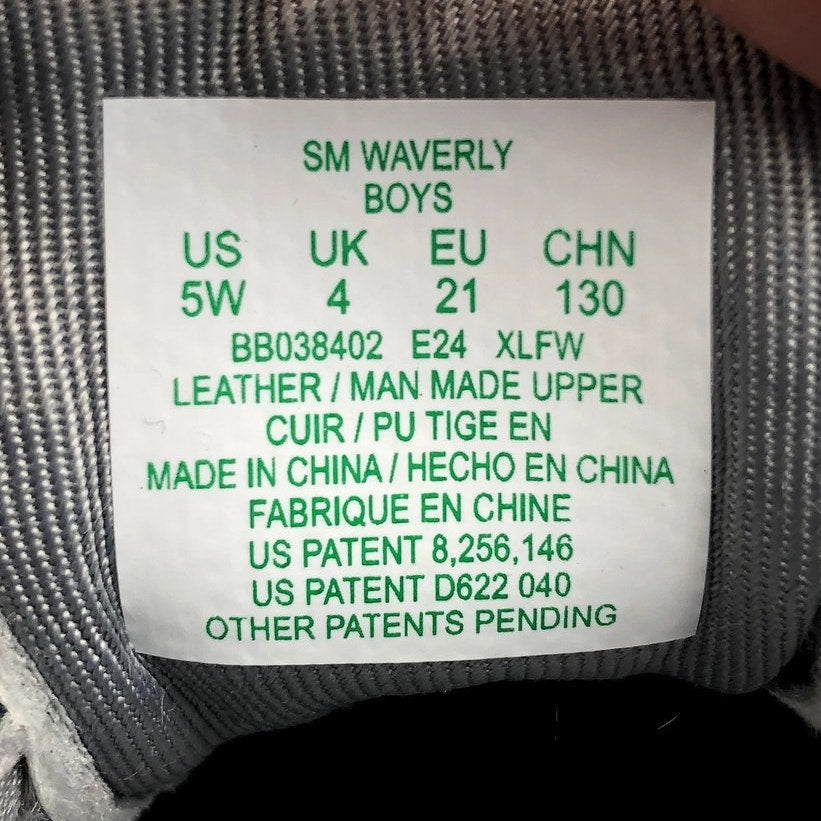 SM WAVERLY
BOYS
US UK EU CHN
5W 4 21 130
BB038402 E24 XLFW
LEATHER / MAN MADE UPPER
CUIR / PU TIGE EN
MADE IN CHINA / HECHO EN CHINA
FABRIQUE EN CHINE
US PATENT 8,256,146
US PATENT D622 040
OTHER PATENTS PENDING